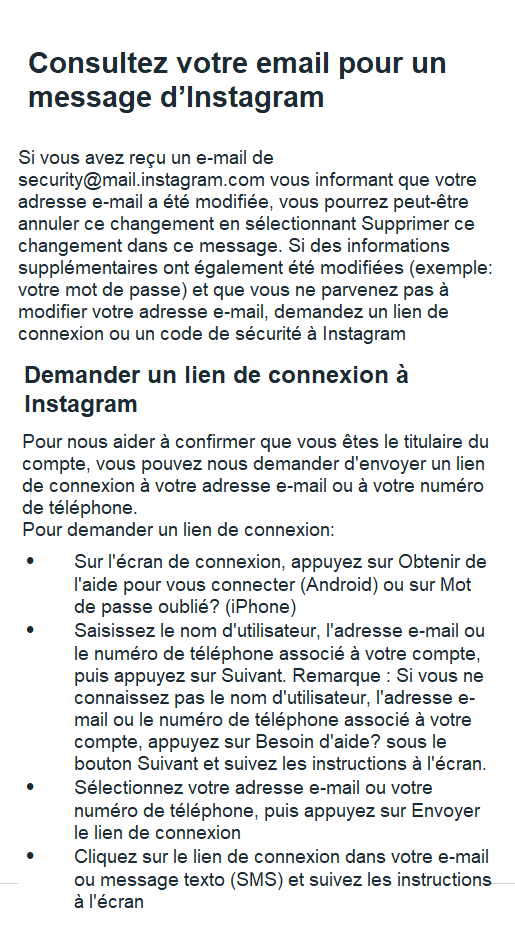 Consultez votre email pour un
message d’Instagram
Si vous avez reçu un e-mail de
security@mail.instagram.com vous informant que votre
adresse e-mail a été modifiée, vous pourrez peut-être
annuler ce changement en sélectionnant Supprimer ce
changement dans ce message. Si des informations
supplémentaires ont également été modifiées (exemple:
votre mot de passe) et que vous ne parvenez pas à
modifier votre adresse e-mail, demandez un lien de
connexion ou un code de sécurité à Instagram
Demander un lien de connexion à
Instagram
Pour nous aider à confirmer que vous êtes le titulaire du
compte, vous pouvez nous demander d'envoyer un lien
de connexion à votre adresse e-mail ou à votre numéro
de téléphone.
Pour demander un lien de connexion:
• Sur l'écran de connexion, appuyez sur Obtenir de
l'aide pour vous connecter (Android) ou sur Mot
de passe oublié? (iPhone)
• Saisissez le nom d'utilisateur, l'adresse e-mail ou
le numéro de téléphone associé à votre compte,
puis appuyez sur Suivant. Remarque : Si vous ne
connaissez pas le nom d'utilisateur, l'adresse e-
mail ou le numéro de téléphone associé à votre
compte, appuyez sur Besoin d'aide? sous le
bouton Suivant et suivez les instructions à l'écran.
• Sélectionnez votre adresse e-mail ou votre
numéro de téléphone, puis appuyez sur Envoyer
le lien de connexion
• Cliquez sur le lien de connexion dans votre e-mail
ou message texto (SMS) et suivez les instructions
à l'écran